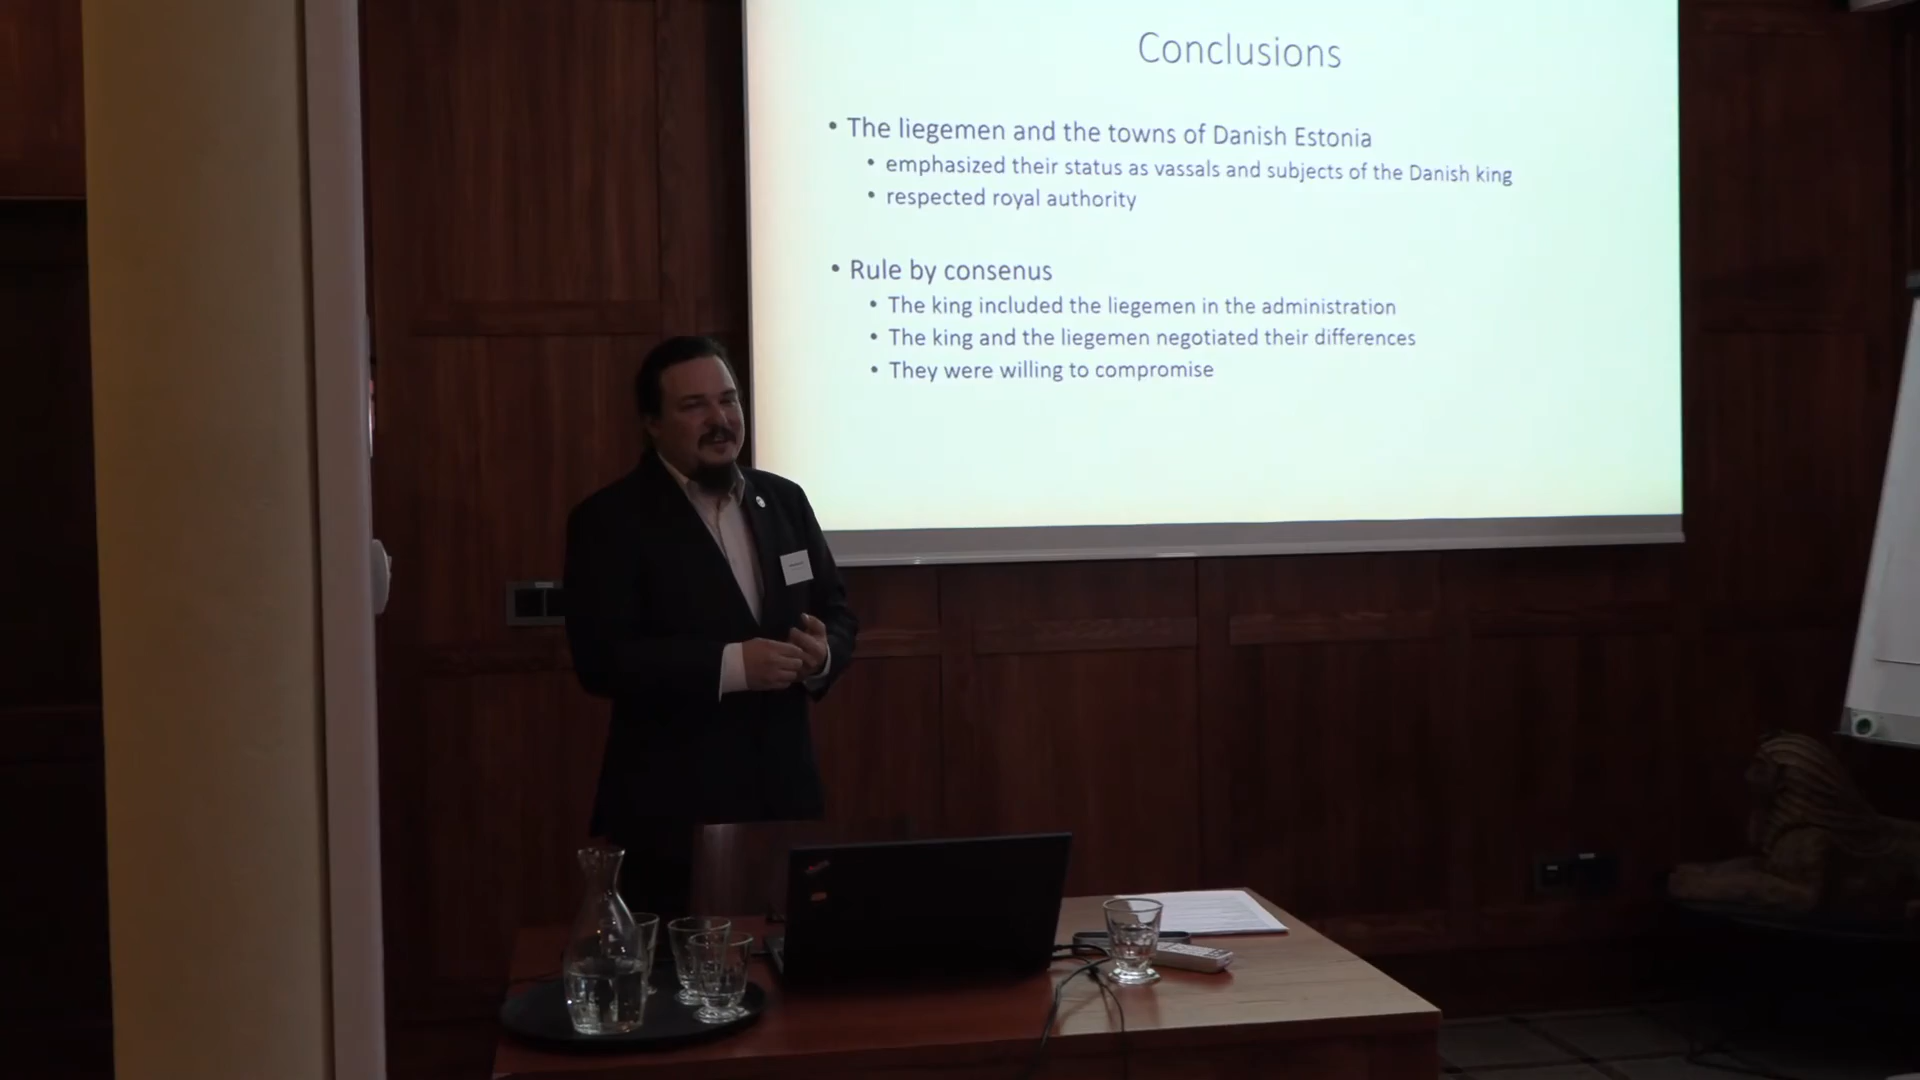 Conclusions
• The liegemen and the towns of Danish Estonia
• emphasized their status as vassals and subjects of the Danish king
• respected royal authority
• Rule by consenus
• The king included the liegemen in the administration
• The king and the liegemen negotiated their differences
• They were willing to compromise